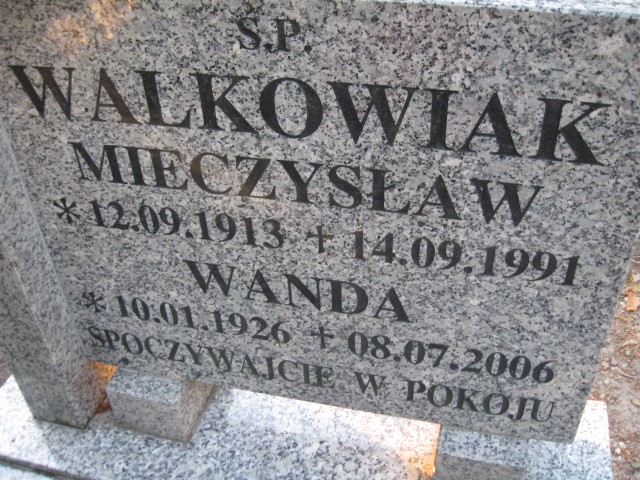 S.P.
WALKOWIAK
MIECZYSŁAW
* 12.09.1913 + 14.09.1991
WANDA
* 10.01.1926 + 08.07.2006
SPOCZYWAJCIE W POKOJU